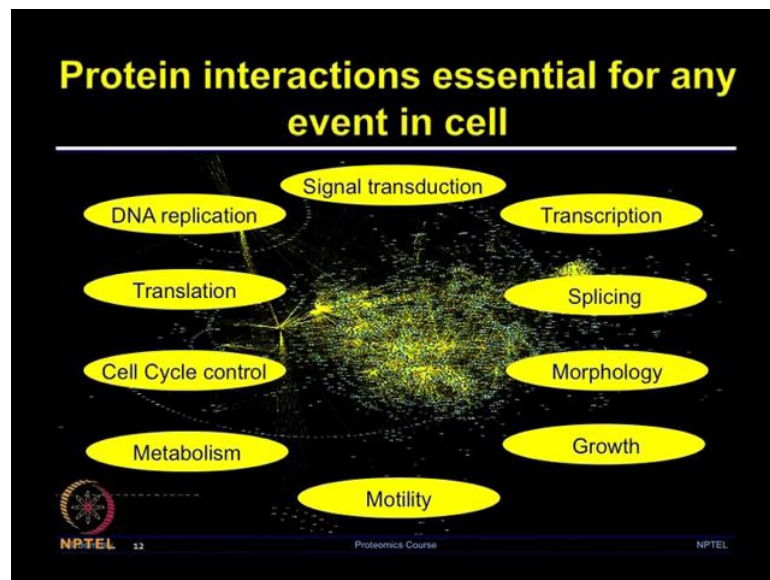 Protein interactions essential for any
event in cell
Signal transduction
DNA replication
Transcription
Translation
Splicing
Cell Cycle control
Morphology
Metabolism
Growth
Motility
NPTEL
12
Proteomics Course
NPTEL